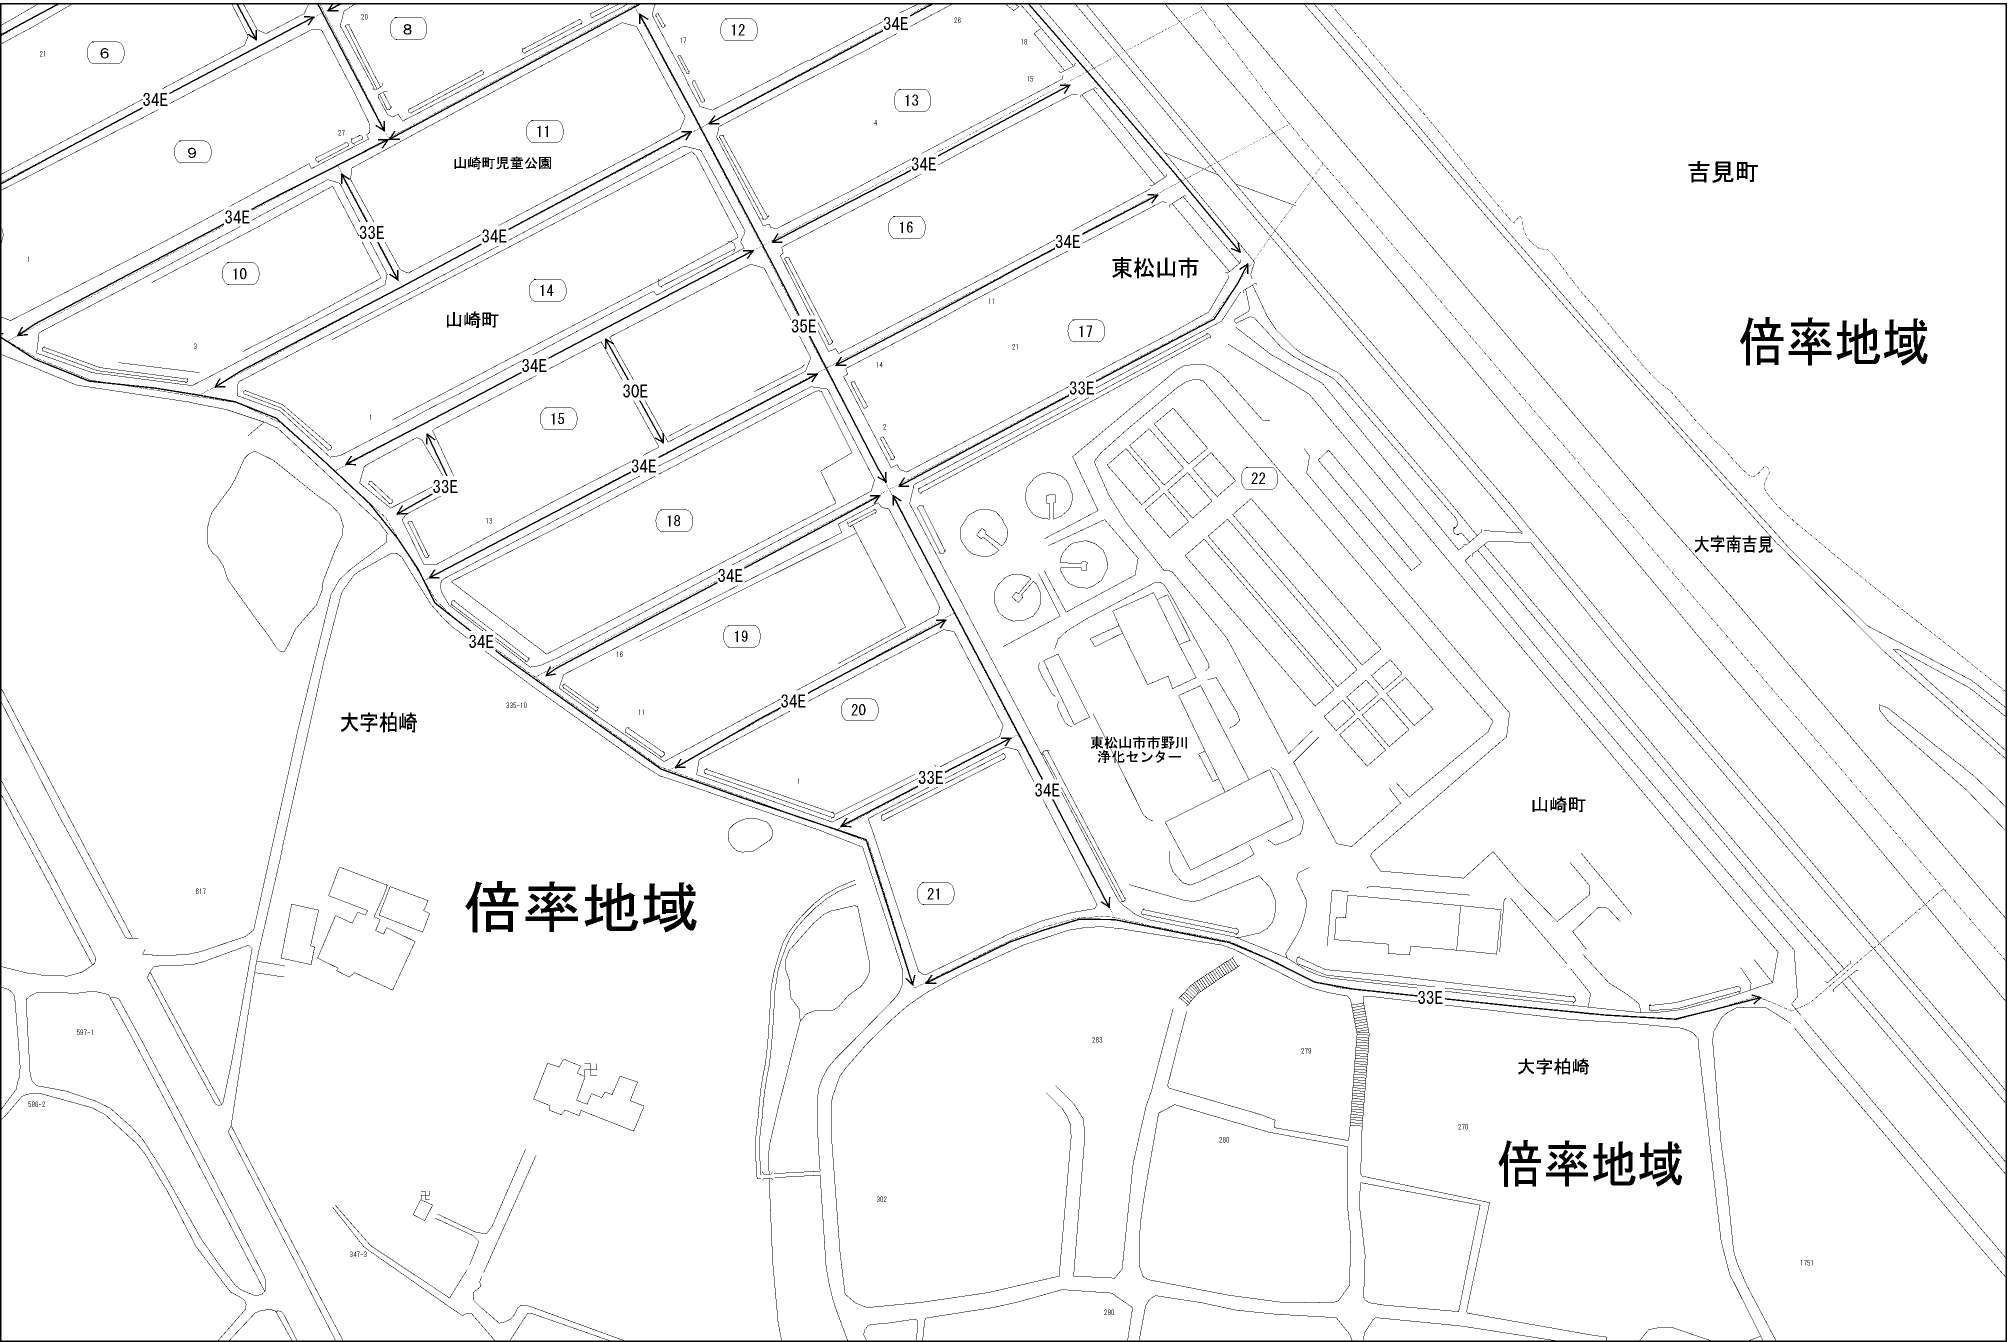 20
8
12
34E
26
6
21
17
18
15
34E
13
4
27
11
9
山崎町児童公園
34E
吉見町
34E
33E
34E
16
34E
1
10
14
東松山市
11
山崎町
35E
17
倍率地域
3
21
34E
14
30E
33E
1
15
2
34E
22
33E
13
18
大字南吉見
34E
34E
19
16
34E
335-10
11
20
大字柏崎
東松山市市野川
浄化センター
33E
1
34E
山崎町
617
倍率地域
21
33E
597-1
283
279
大字柏崎
586-2
270
280
倍率地域
302
347-3
1751
290